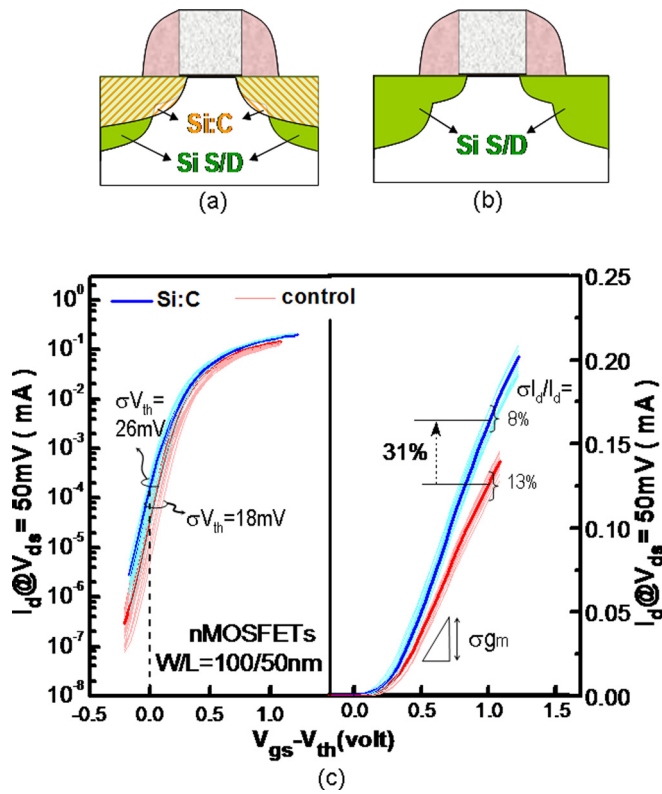 Si:C
Si S/D
(a)
Si S/D
(b)
Si:C
control
10⁰
10⁻¹
10⁻²
10⁻³
10⁻⁴
10⁻⁵
10⁻⁶
10⁻⁷
10⁻⁸
I_d@V_ds = 50mV ( mA )
σV_th=
26mV
σV_th=18mV
nMOSFETs
W/L=100/50nm
-0.5 0.0 0.5 1.0
σI_d/I_d=
8%
31%
13%
σg_m
0.0 0.5 1.0 1.5
0.25
0.20
0.15
0.10
0.05
0.00
I_d@V_ds = 50mV ( mA )
V_gs-V_th(volt)
(c)